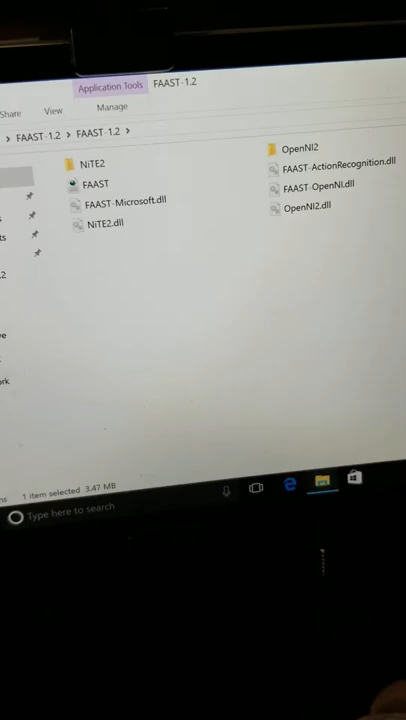 Application Tools FAAST-1.2
Share View Manage
FAAST-1.2 > FAAST-1.2 >
NiTE2 OpenNI2
FAAST FAAST-ActionRecognition.dll
FAAST-Microsoft.dll FAAST-OpenNI.dll
NiTE2.dll OpenNI2.dll
1 item selected 3.47 MB
Type here to search